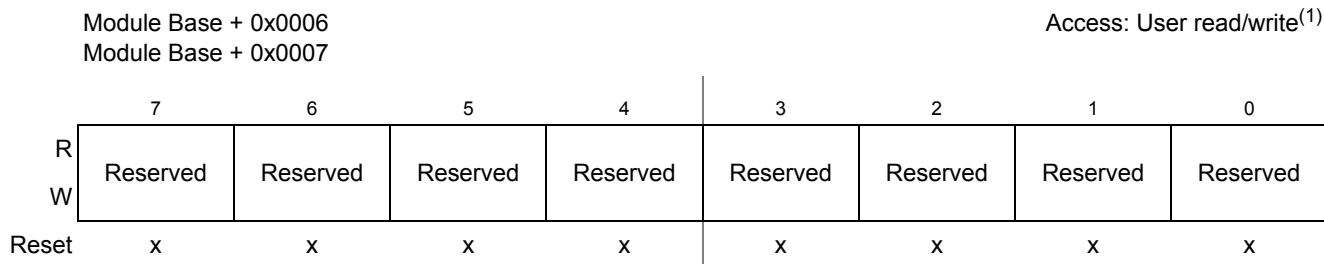 Module Base + 0x0006 Access: User read/write(1)
Module Base + 0x0007
7 6 5 4 3 2 1 0
R
W
Reserved Reserved Reserved Reserved Reserved Reserved Reserved Reserved
Reset x x x x x x x x